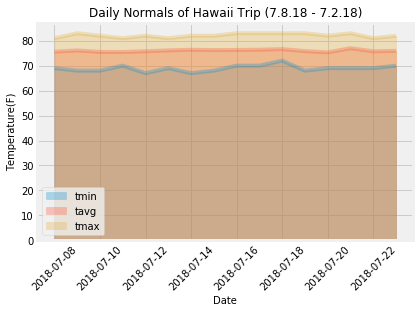 Daily Normals of Hawaii Trip (7.8.18 - 7.2.18)
Temperature(F)
80
70
60
50
40
30
20
10
0
tmin
tavg
tmax
2018-07-08
2018-07-10
2018-07-12
2018-07-14
2018-07-16
2018-07-18
2018-07-20
2018-07-22
Date